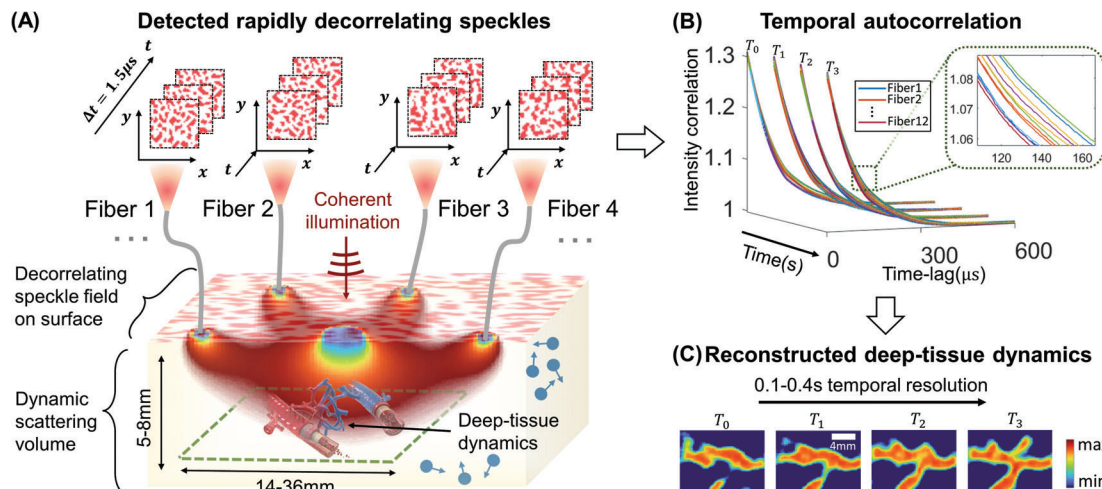 (A) Detected rapidly decorrelating speckles
Δt = 1.5μs
t
y
x
y
t
x
y
t
x
y
t
x
Fiber 1
Fiber 2
Fiber 3
Fiber 4
Coherent
illumination
Decorrelating
speckle field
on surface
Dynamic
scattering
volume
5-8mm
Deep-tissue
dynamics
14-36mm
(B) Temporal autocorrelation
Intensity correlation
1.3
1.2
1.1
1
T0
T1
T2
T3
Fiber1
Fiber2
⋮
Fiber12
1.08
1.07
1.06
120
140
160
Time(s)
0
300
600
Time-lag(μs)
(C) Reconstructed deep-tissue dynamics
0.1-0.4s temporal resolution
T0
T1
T2
T3
4mm
ma
min